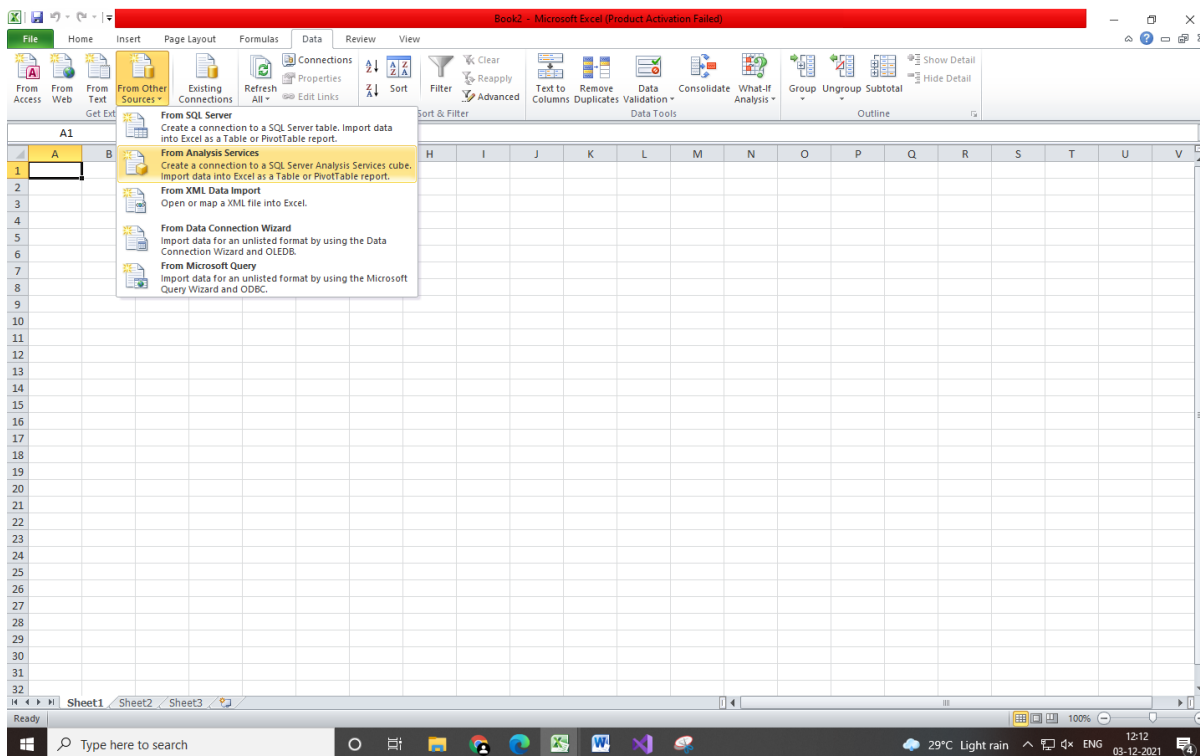 Book2 - Microsoft Excel (Product Activation Failed)
File Home Insert Page Layout Formulas Data Review View
From Access
From Web
From Text
From Other Sources
Existing Connections
Refresh All
Connections
Properties
Edit Links
Sort
Filter
Clear
Reapply
Advanced
Text to Columns
Remove Duplicates
Data Validation
Consolidate
What-If Analysis
Group
Ungroup
Subtotal
Show Detail
Hide Detail
Get Ext
Sort & Filter
Data Tools
Outline
A1
From SQL Server
Create a connection to a SQL Server table. Import data
into Excel as a Table or PivotTable report.
From Analysis Services
Create a connection to a SQL Server Analysis Services cube.
Import data into Excel as a Table or PivotTable report.
From XML Data Import
Open or map a XML file into Excel.
From Data Connection Wizard
Import data for an unlisted format by using the Data
Connection Wizard and OLEDB.
From Microsoft Query
Import data for an unlisted format by using the Microsoft
Query Wizard and ODBC.
A B H I J K L M N O P Q R S T U V
1
2
3
4
5
6
7
8
9
10
11
12
13
14
15
16
17
18
19
20
21
22
23
24
25
26
27
28
29
30
31
32
Sheet1 Sheet2 Sheet3
Ready
100%
Type here to search
29°C Light rain
ENG
12:12
03-12-2021
4